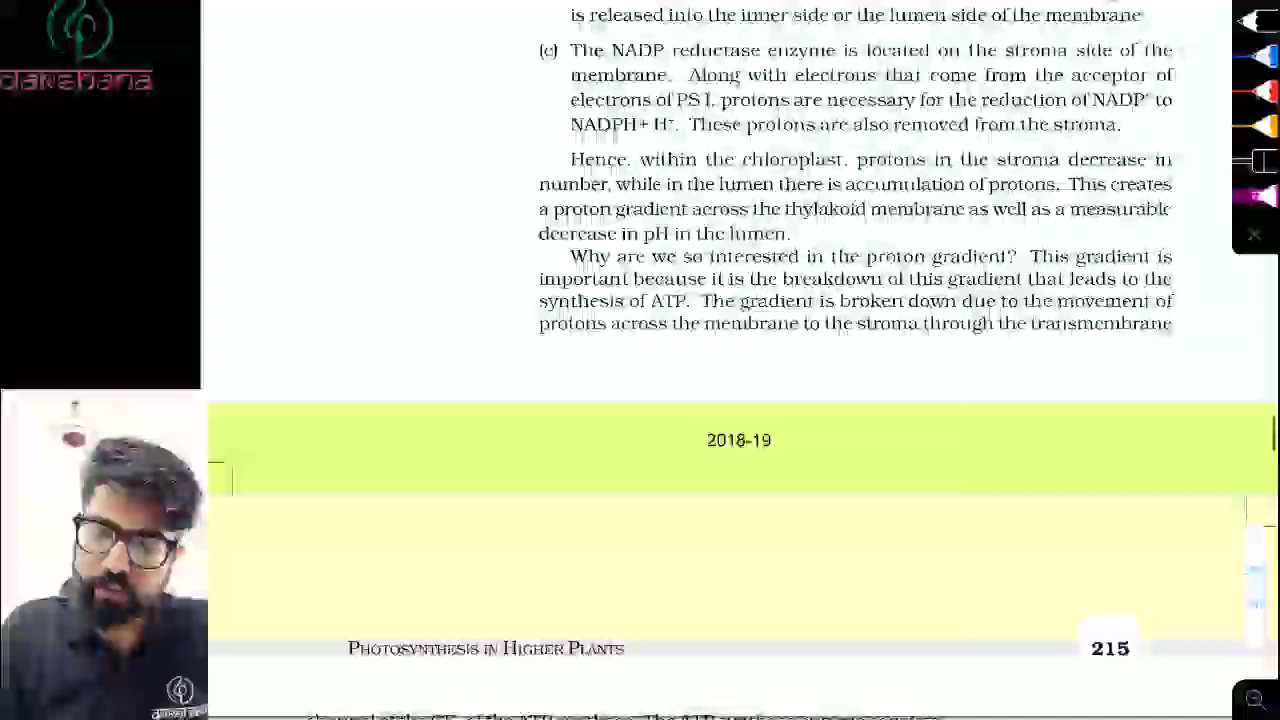 dakshana
is released into the inner side or the lumen side of the membrane
(c) The NADP reductase enzyme is located on the stroma side of the
membrane. Along with electrons that come from the acceptor of
electrons of PS I, protons are necessary for the reduction of NADP⁺ to
NADPH+ H⁺. These protons are also removed from the stroma.
Hence, within the chloroplast, protons in the stroma decrease in
number, while in the lumen there is accumulation of protons. This creates
a proton gradient across the thylakoid membrane as well as a measurable
decrease in pH in the lumen.
Why are we so interested in the proton gradient? This gradient is
important because it is the breakdown of this gradient that leads to the
synthesis of ATP. The gradient is broken down due to the movement of
protons across the membrane to the stroma through the transmembrane
2018-19
PHOTOSYNTHESIS IN HIGHER PLANTS
215
dakshana